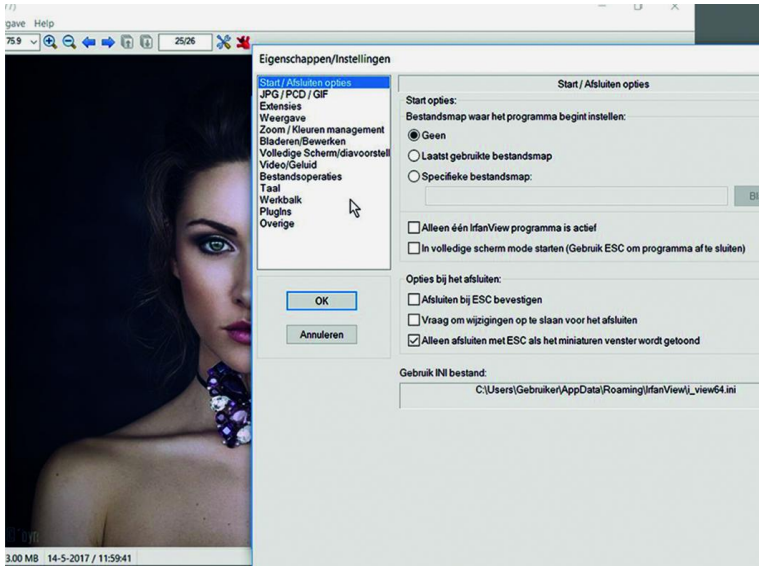 gave Help
75.9 25/26
Eigenschappen/Instellingen
Start / Afsluiten opties
JPG / PCD / GIF
Extensies
Weergave
Zoom / Kleuren management
Bladeren/Bewerken
Volledige Scherm/diavoorstell
Video/Geluid
Bestandsoperaties
Taal
Werkbalk
PlugIns
Overige
OK
Annuleren
Start / Afsluiten opties
Start opties:
Bestandsmap waar het programma begint instellen:
Geen
Laatst gebruikte bestandsmap
Specifieke bestandsmap:
Bl
Alleen één IrfanView programma is actief
In volledige scherm mode starten (Gebruik ESC om programma af te sluiten)
Opties bij het afsluiten:
Afsluiten bij ESC bevestigen
Vraag om wijzigingen op te slaan voor het afsluiten
Alleen afsluiten met ESC als het miniaturen venster wordt getoond
Gebruik INI bestand:
C:\Users\Gebruiker\AppData\Roaming\IrfanView\i_view64.ini
3.00 MB 14-5-2017 / 11:59:41